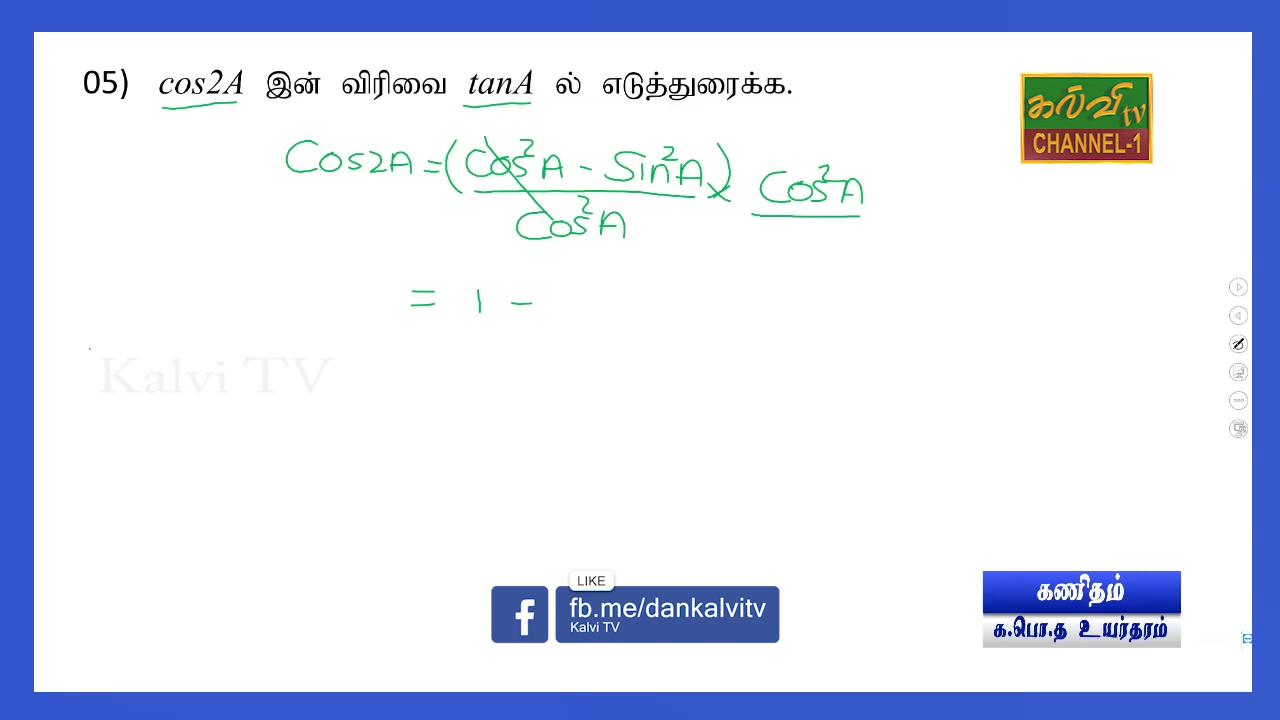 05) cos2A இன் விரிவை tanA ல் எடுத்துரைக்க.
கல்வி tv
CHANNEL-1
Cos2A = (Cos²A - Sin²A) × Cos²A
Cos²A
= 1 -
Kalvi TV
LIKE
fb.me/dankalvitv
Kalvi TV
கணிதம்
க.பொ.த உயர்தரம்